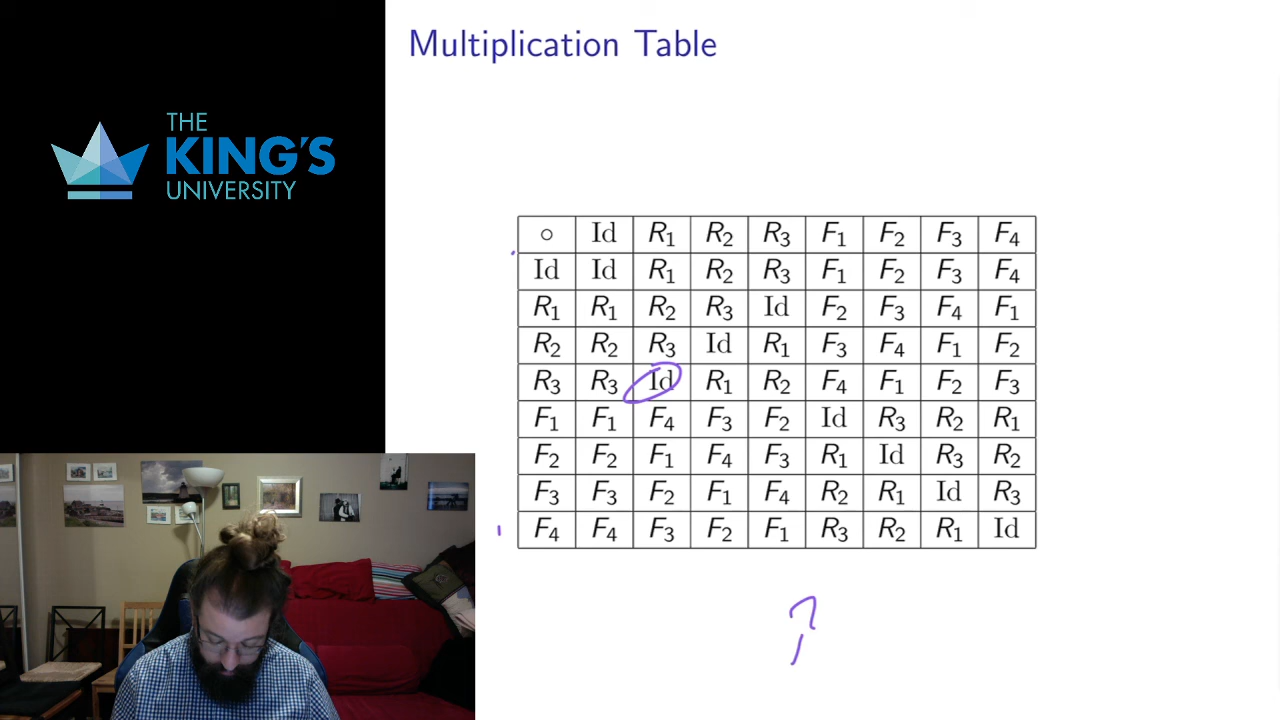 THE
KING'S
UNIVERSITY
Multiplication Table
∘ Id R₁ R₂ R₃ F₁ F₂ F₃ F₄
Id Id R₁ R₂ R₃ F₁ F₂ F₃ F₄
R₁ R₁ R₂ R₃ Id F₂ F₃ F₄ F₁
R₂ R₂ R₃ Id R₁ F₃ F₄ F₁ F₂
R₃ R₃ Id R₁ R₂ F₄ F₁ F₂ F₃
F₁ F₁ F₄ F₃ F₂ Id R₃ R₂ R₁
F₂ F₂ F₁ F₄ F₃ R₁ Id R₃ R₂
F₃ F₃ F₂ F₁ F₄ R₂ R₁ Id R₃
F₄ F₄ F₃ F₂ F₁ R₃ R₂ R₁ Id
?